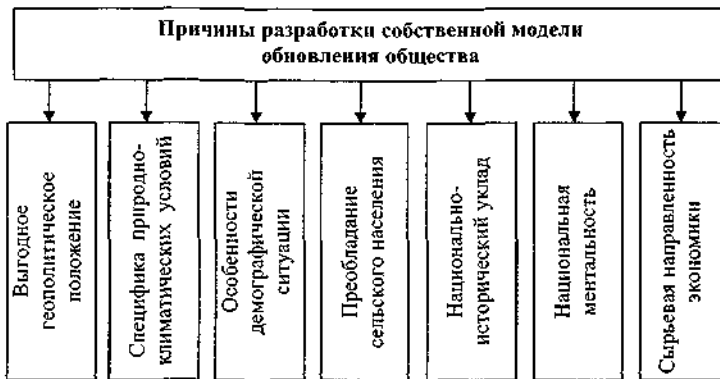 Причины разработки собственной модели
обновления общества
Выгодное
геополитическое
положение
Специфика природно-
климатических условий
Особенности
демографической
ситуации
Преобладание
сельского населения
Национально-
исторический уклад
Национальная
ментальность
Сырьевая направленность
экономики